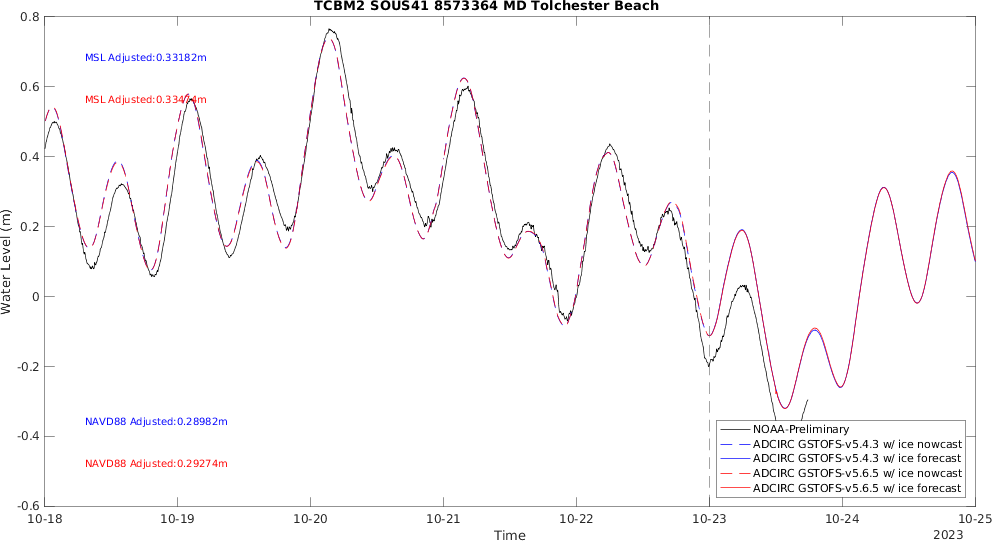 TCBM2 SOUS41 8573364 MD Tolchester Beach
0.8
0.6
0.4
0.2
0
-0.2
-0.4
-0.6
Water Level (m)
MSL Adjusted:0.33182m
MSL
NAVD88 Adjusted:0.28982m
NAVD88 Adjusted:0.29274m
NOAA-Preliminary
ADCIRC GSTOFS-v5.4.3 w/ ice nowcast
ADCIRC GSTOFS-v5.4.3 w/ ice forecast
ADCIRC GSTOFS-v5.6.5 w/ ice nowcast
ADCIRC GSTOFS-v5.6.5 w/ ice forecast
10-18 10-19 10-20 10-21 10-22 10-23 10-24 10-25
Time
2023